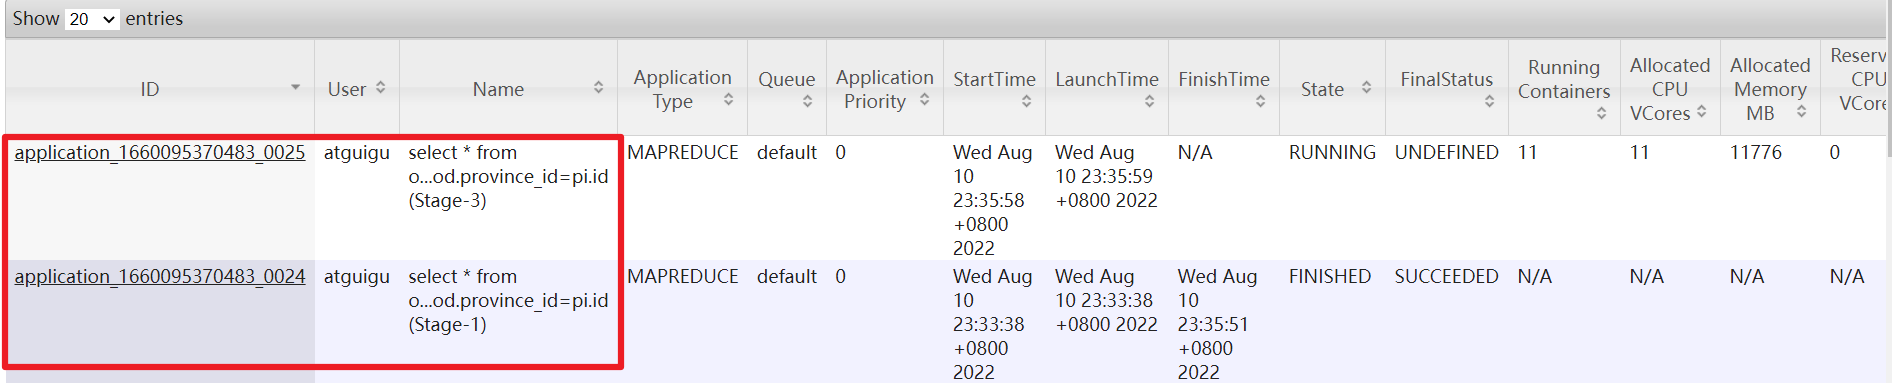 Show 20 entries
ID User Name Application Type Queue Application Priority StartTime LaunchTime FinishTime State FinalStatus Running Containers Allocated CPU VCores Allocated Memory MB CPU
application_1660095370483_0025 atguigu select * from MAPREDUCE default 0 Wed Aug Wed Aug N/A RUNNING UNDEFINED 11 11 11776 0
o...od.province_id=pi.id 10 10 23:35:59
(Stage-3) 23:35:58 +0800 2022
+0800
2022
application_1660095370483_0024 atguigu select * from MAPREDUCE default 0 Wed Aug Wed Aug Wed Aug FINISHED SUCCEEDED N/A N/A N/A N/A
o...od.province_id=pi.id 10 10 23:33:38 10
(Stage-1) 23:33:38 +0800 2022 23:35:51
+0800 +0800
2022 2022